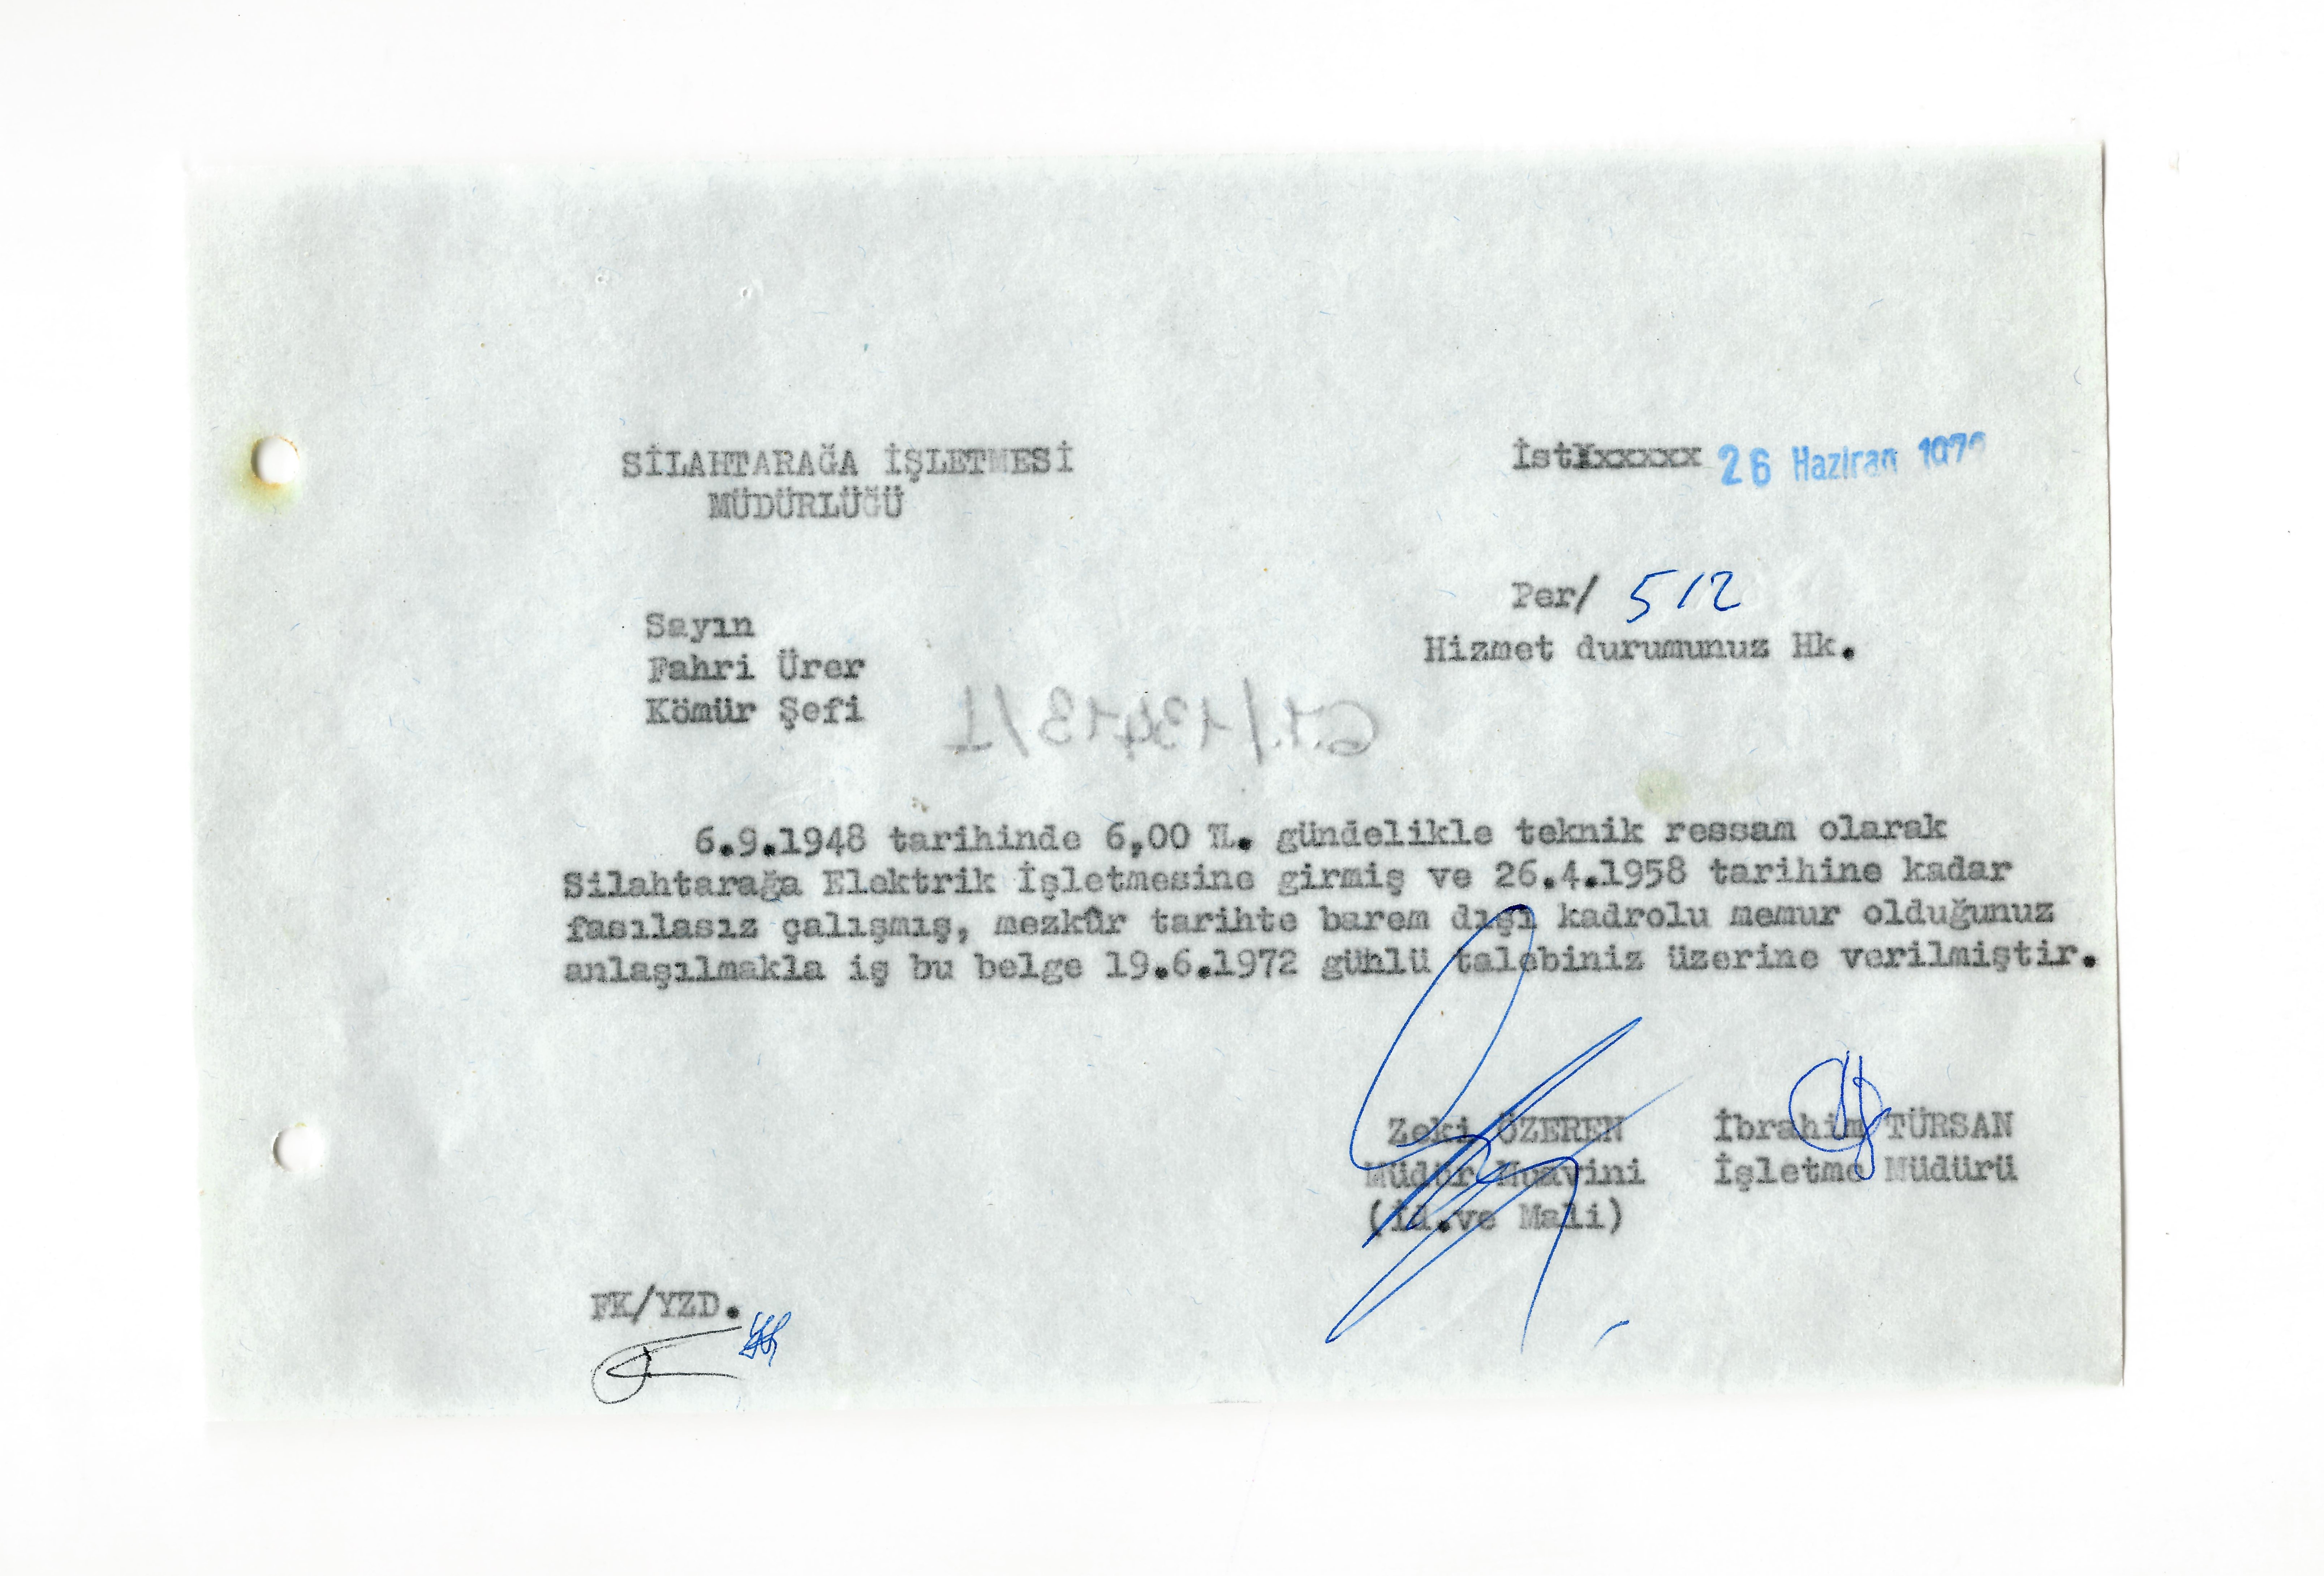 SİLAHTARAĞA İŞLETMESİ
MÜDÜRLÜĞÜ
İst 26 Haziran 1972
Per/ 512
Hizmet durumunuz Hk.
Sayın
Fahri Ürer
Kömür Şefi
6.9.1948 tarihinde 6,00 TL. gündelikle teknik ressam olarak
Silahtarağa Elektrik İşletmesine girmiş ve 26.4.1958 tarihine kadar
fasılasız çalışmış, mezkûr tarihte barem dışı kadrolu memur olduğunuz
anlaşılmakla iş bu belge 19.6.1972 günlü talebiniz üzerine verilmiştir.
Zeki ÖZEREN İbrahim TÜRSAN
Müdür Muavini İşletme Müdürü
(İd.ve Mali)
FK/YZD.